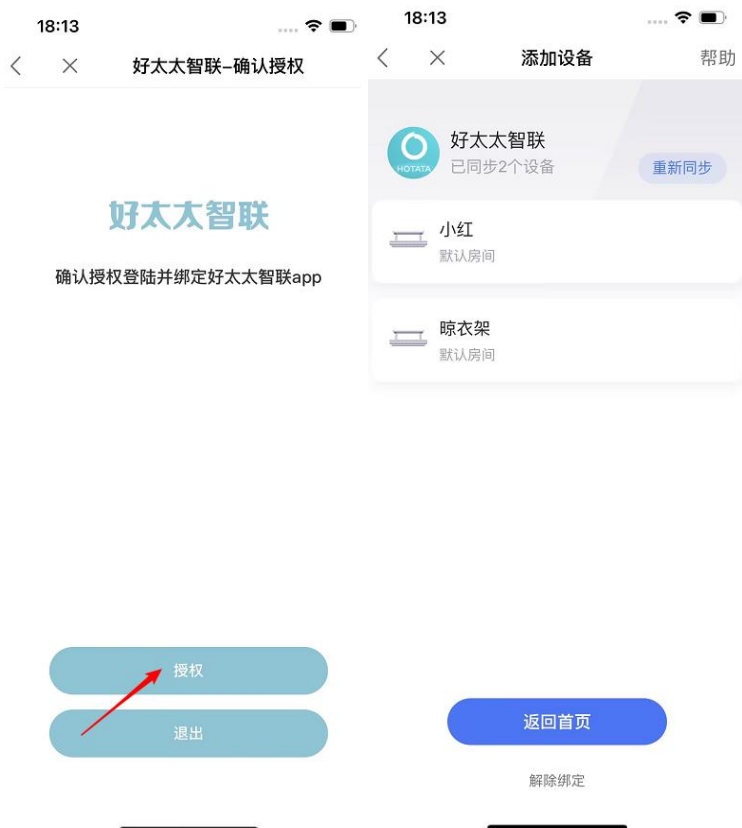 18:13
好太太智联-确认授权
好太太智联
确认授权登陆并绑定好太太智联app
授权
退出
18:13
添加设备
帮助
HOTATA
好太太智联
已同步2个设备
重新同步
小红
默认房间
晾衣架
默认房间
返回首页
解除绑定